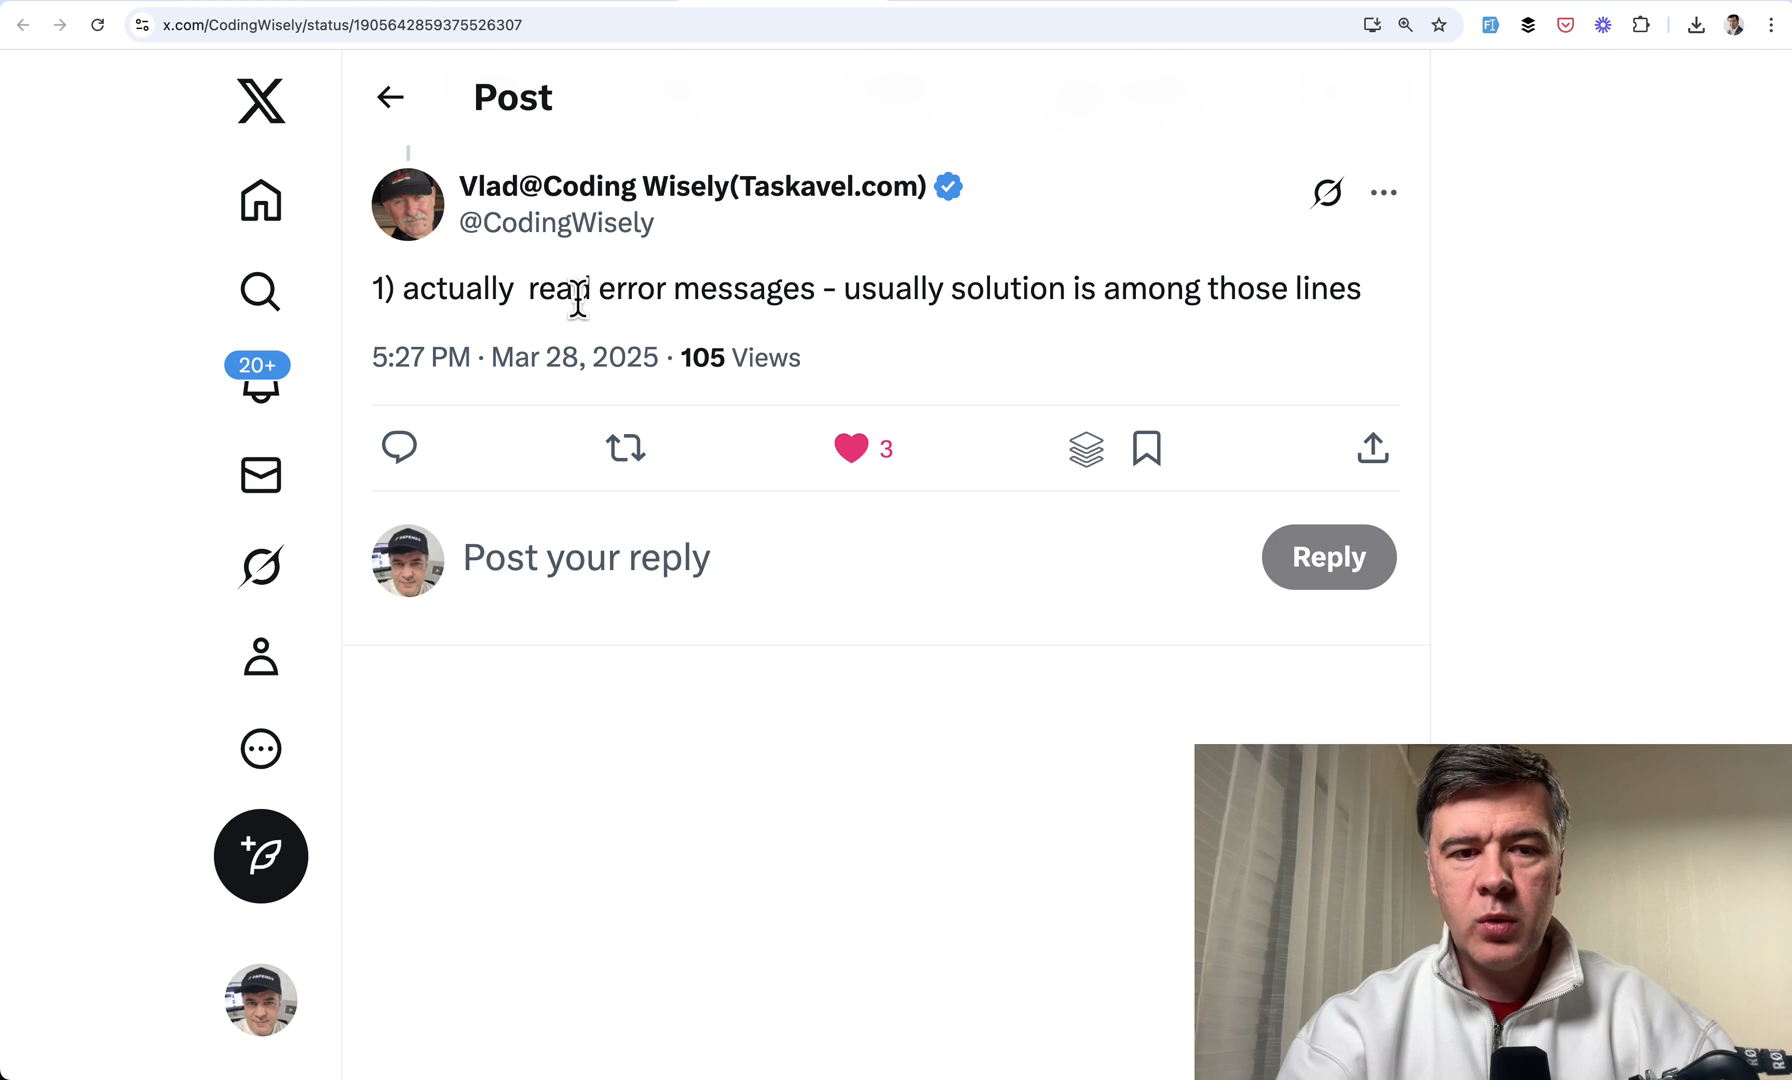 x.com/CodingWisely/status/1905642859375526307
Post
Vlad@Coding Wisely(Taskavel.com)
@CodingWisely
1) actually read error messages - usually solution is among those lines
5:27 PM · Mar 28, 2025 · 105 Views
20+
3
Post your reply
Reply